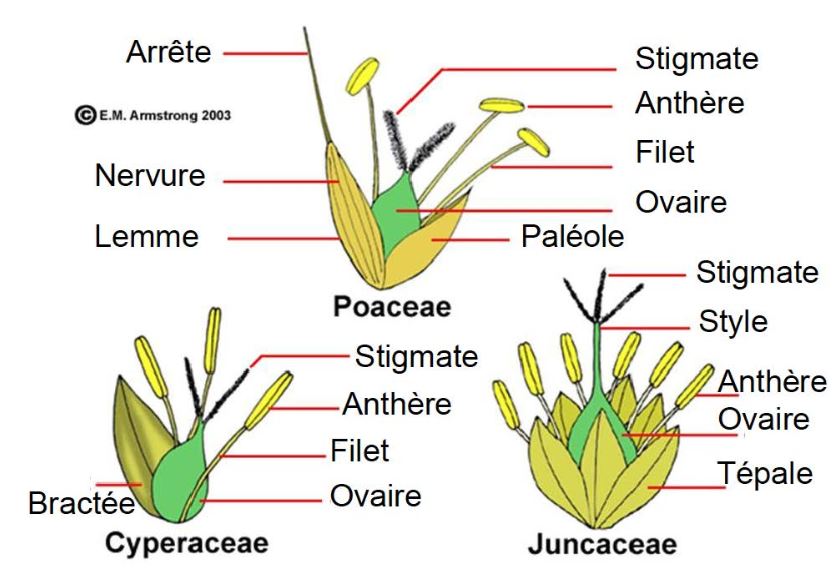 Arrête
Stigmate
Anthère
© E.M. Armstrong 2003
Filet
Nervure
Ovaire
Lemme
Paléole
Poaceae
Stigmate
Style
Stigmate
Anthère
Anthère
Ovaire
Filet
Tépale
Ovaire
Bractée
Cyperaceae
Juncaceae